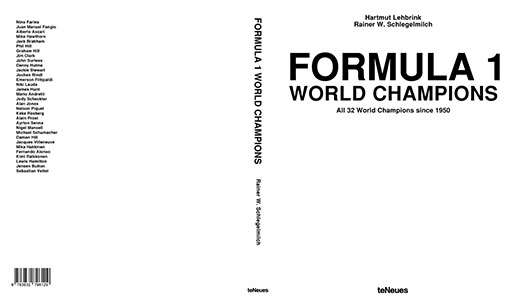 Nino Farina
Juan Manuel Fangio
Alberto Ascari
Mike Hawthorn
Jack Brabham
Phil Hill
Graham Hill
Jim Clark
John Surtees
Denny Hulme
Jackie Stewart
Jochen Rindt
Emerson Fittipaldi
Niki Lauda
James Hunt
Mario Andretti
Jody Scheckter
Alan Jones
Nelson Piquet
Keke Rosberg
Alain Prost
Ayrton Senna
Nigel Mansell
Michael Schumacher
Damon Hill
Jacques Villeneuve
Mika Hakkinen
Fernando Alonso
Kimi Raikkonen
Lewis Hamilton
Jenson Button
Sebastian Vettel
FORMULA 1 WORLD CHAMPIONS
Rainer W. Schlegelmilch
teNeues
Hartmut Lehbrink
Rainer W. Schlegelmilch
FORMULA 1
WORLD CHAMPIONS
All 32 World Champions since 1950
teNeues